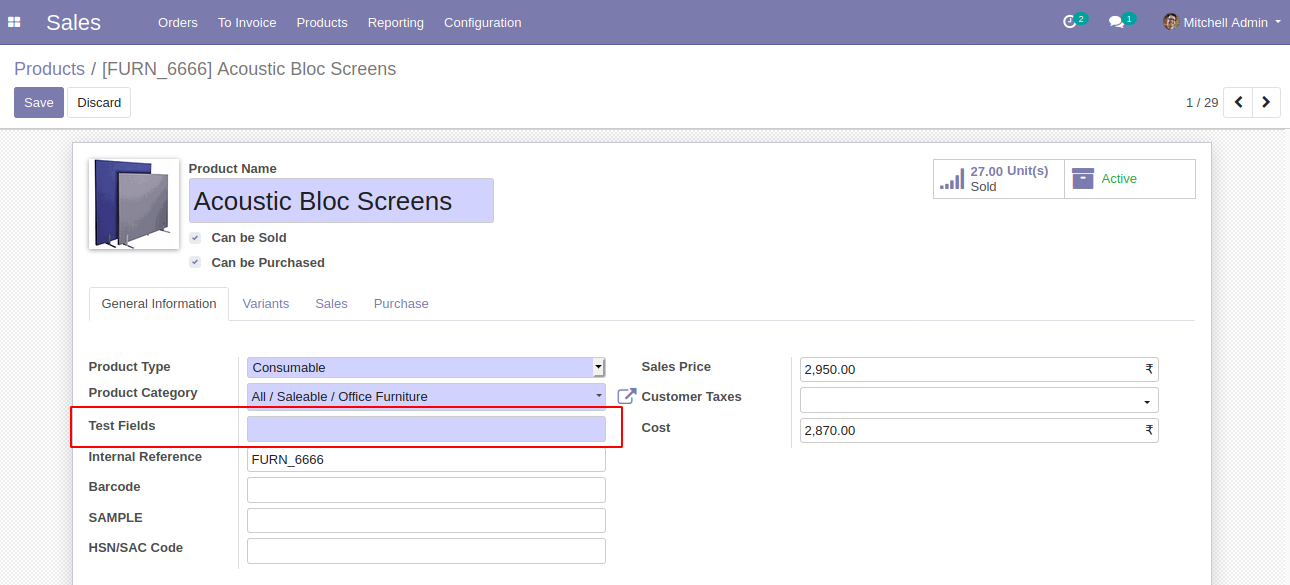 Sales Orders To Invoice Products Reporting Configuration 2 1 Mitchell Admin
Products / [FURN_6666] Acoustic Bloc Screens
Save Discard 1 / 29
Product Name
Acoustic Bloc Screens
27.00 Unit(s)
Sold
Active
Can be Sold
Can be Purchased
General Information Variants Sales Purchase
Product Type Consumable
Sales Price 2,950.00 ₹
Product Category All / Saleable / Office Furniture
Customer Taxes
Test Fields
Cost 2,870.00 ₹
Internal Reference FURN_6666
Barcode
SAMPLE
HSN/SAC Code